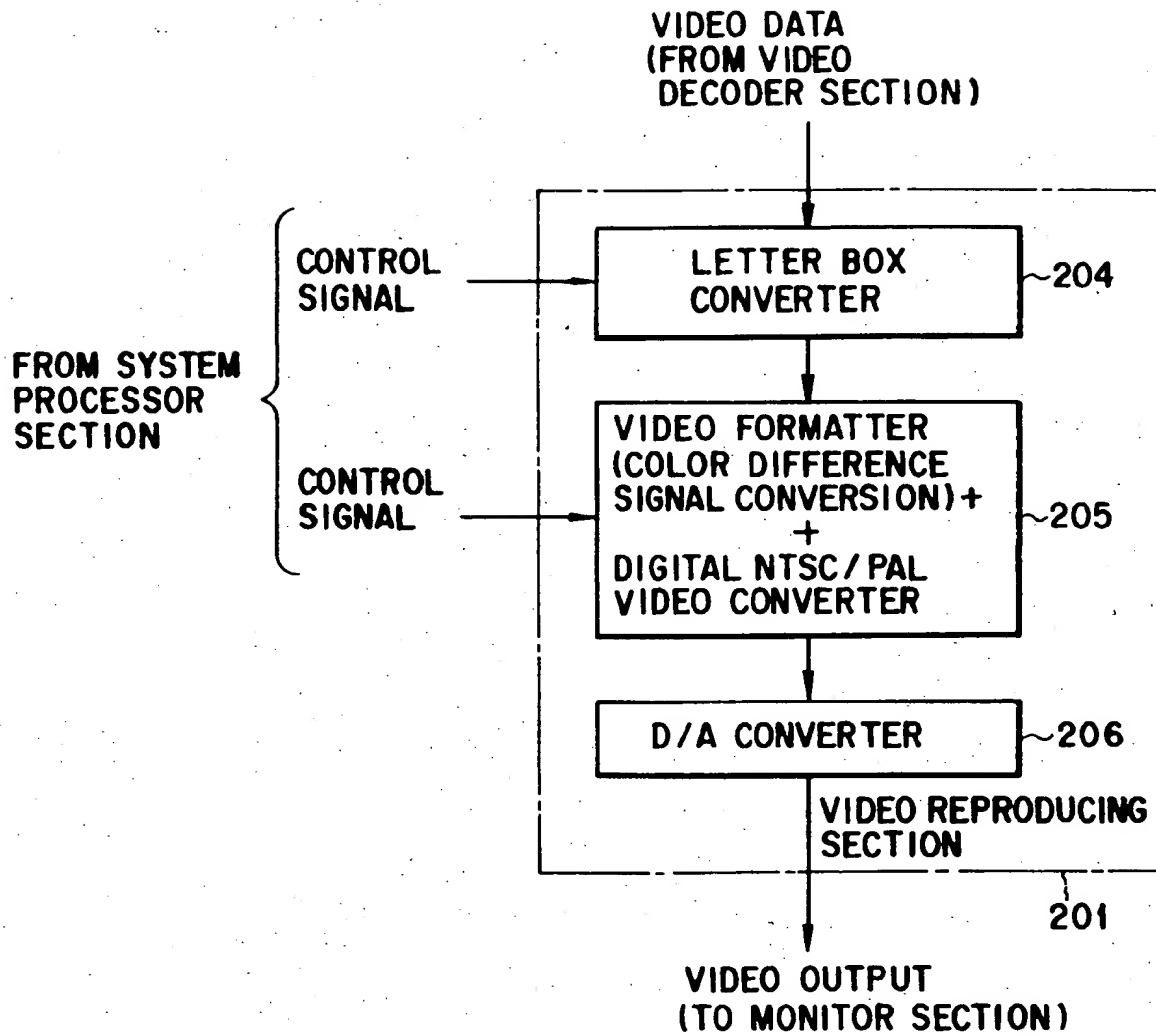 VIDEO DATA
(FROM VIDEO
DECODER SECTION)
CONTROL
SIGNAL
LETTER BOX
CONVERTER
204
FROM SYSTEM
PROCESSOR
SECTION
CONTROL
SIGNAL
VIDEO FORMATTER
(COLOR DIFFERENCE
SIGNAL CONVERSION)+
+
DIGITAL NTSC/PAL
VIDEO CONVERTER
205
D/A CONVERTER
206
VIDEO REPRODUCING
SECTION
201
VIDEO OUTPUT
(TO MONITOR SECTION)